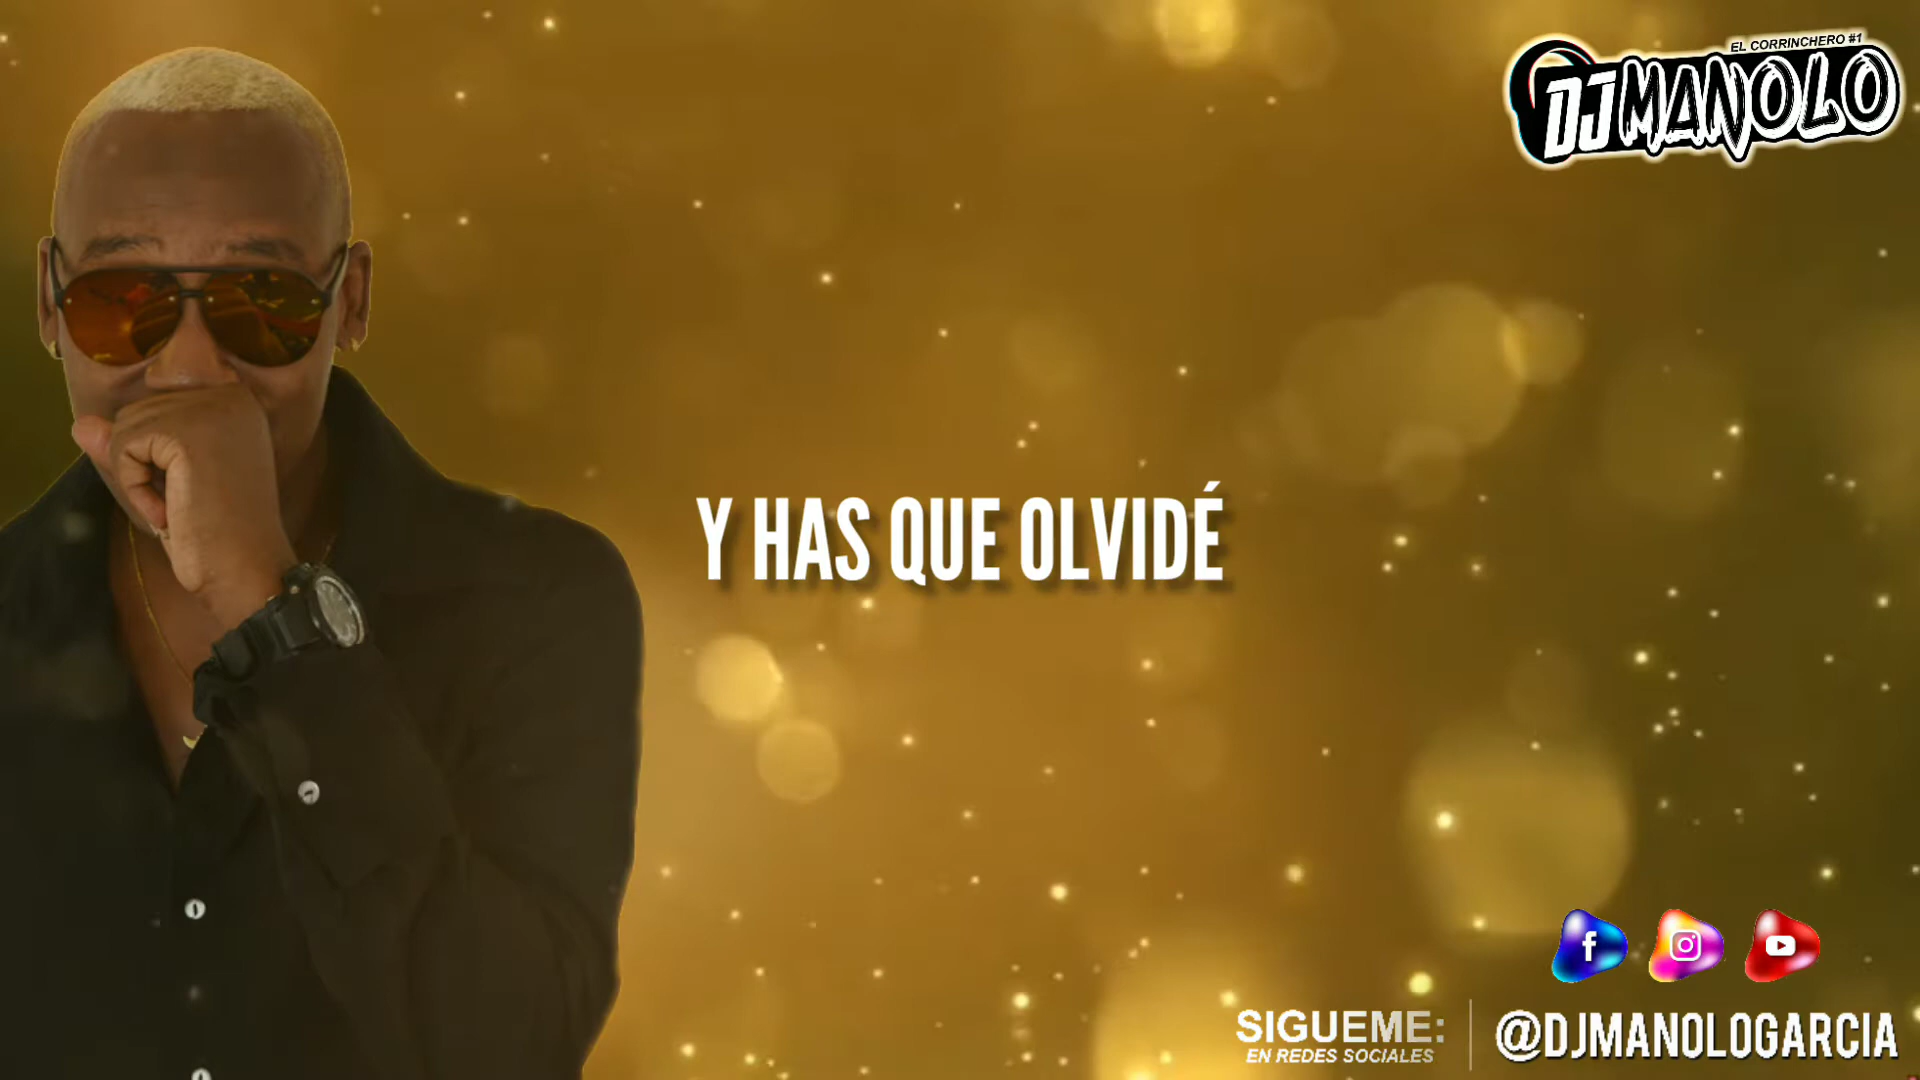 EL CORRINCHERO #1
DJ MANOLO
Y HAS QUE OLVIDÉ
SIGUEME:
EN REDES SOCIALES
@DJMANOLOGARCIA